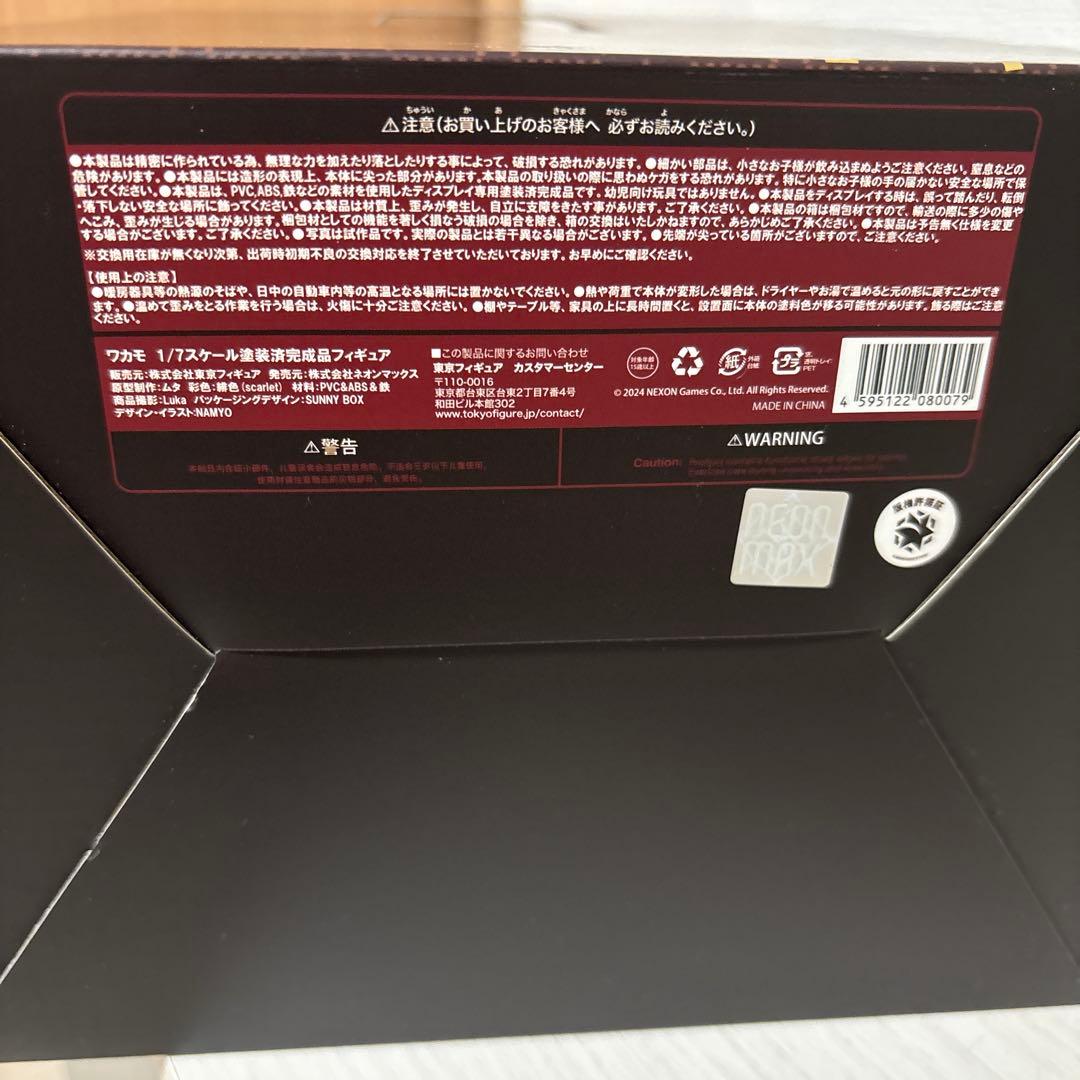 ちゅうい か あ きゃくさま かなら よ
⚠注意(お買い上げのお客様へ 必ずお読みください。)
●本製品は精密に作られている為、無理な力を加えたり落としたりする事によって、破損する恐れがあります。●細かい部品は、小さなお子様が飲み込まぬようご注意ください。窒息などの
危険があります。●本製品には造形の表現上、本体に尖った部分があります。本製品の取り扱いの際に思わぬケガをする恐れがあります。特に小さなお子様の手の届かない安全な場所で保
管してください。●本製品は、PVC,ABS,鉄などの素材を使用したディスプレイ専用塗装済完成品です。幼児向け玩具ではありません。●本製品をディスプレイする時は、誤って踏んだり、転倒
・落下しない安全な場所に飾ってください。●本製品は材質上、歪みが発生し、自立に支障をきたす事があります。ご了承ください。●本製品の箱は梱包材ですので、輸送の際に多少の傷や
へこみ、歪みが生じる場合があります。梱包材としての機能を著しく損なう破損の場合を除き、箱の交換はいたしかねますので、あらかじめご了承ください。●本製品は予告無く仕様を変更
する場合がございます。ご了承ください。●写真は試作品です。実際の製品とは若干異なる場合がございます。●先端が尖っている箇所がございますので、ご注意ください。
※交換用在庫が無くなり次第、出荷時初期不良の交換対応を終了させていただいております。お早めにご確認ください。
【使用上の注意】
●暖房器具等の熱源のそばや、日中の自動車内等の高温となる場所には置かないでください。●熱や荷重で本体が変形した場合は、ドライヤーやお湯で温めると元の形に戻すことができ
ます。●温めて歪みをとる作業を行う場合は、火傷に十分ご注意ください。●棚やテーブル等、家具の上に長時間置くと、設置面に本体の塗料色が移る可能性があります。飾る際はご注意
ください。
ワカモ 1/7スケール塗装済完成品フィギュア
販売元:株式会社東京フィギュア 発売元:株式会社ネオンマックス
原型制作:ムタ 彩色:緋色(scarlet) 材料:PVC&ABS&鉄
商品撮影:Luka パッケージングデザイン:SUNNY BOX
デザイン・イラスト:NAMYO
■この製品に関するお問い合わせ
東京フィギュア カスタマーセンター
〒110-0016
東京都台東区台東2丁目7番4号
和田ビル本館302
www.tokyofigure.jp/contact/
対象年齢
15歳以上
紙
外箱
台紙
プラ
窓、
透明トレイ:
PET
© 2024 NEXON Games Co., Ltd. All Rights Reserved.
MADE IN CHINA
4 595122 080079
⚠警告
⚠WARNING
Caution:
neon
max
版権許諾証